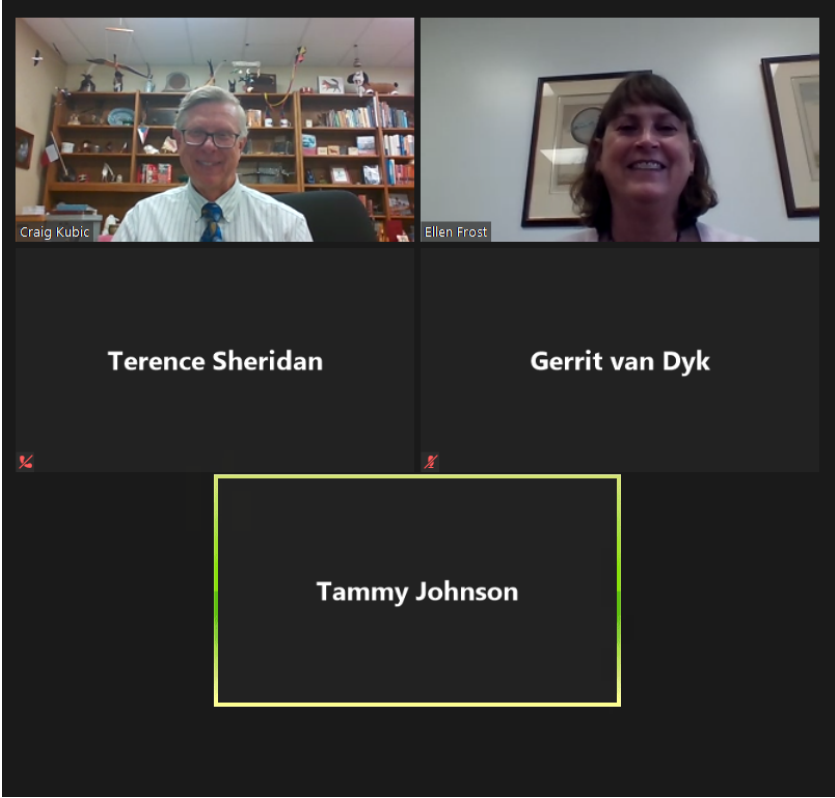 Craig Kubic
Ellen Frost
Terence Sheridan
Gerrit van Dyk
Tammy Johnson